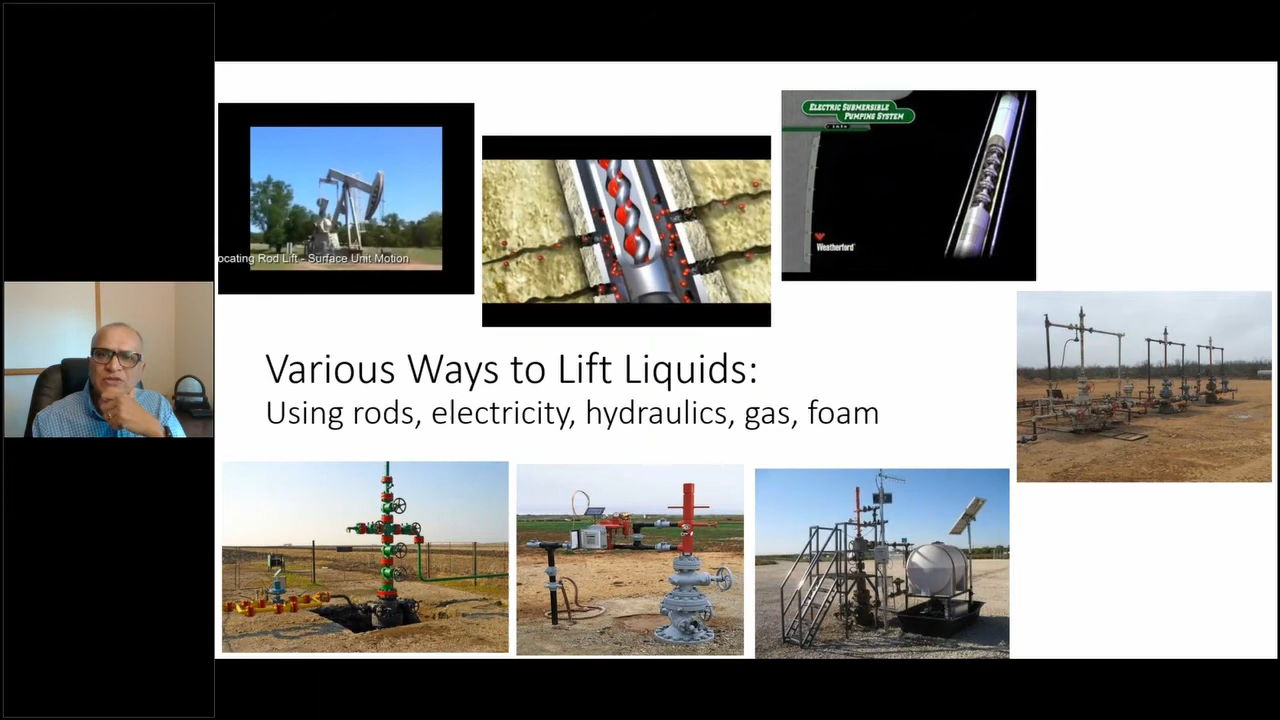 ELECTRIC SUBMERSIBLE
PUMPING SYSTEM
Weatherford
ocating Rod Lift - Surface Unit Motion
Various Ways to Lift Liquids:
Using rods, electricity, hydraulics, gas, foam